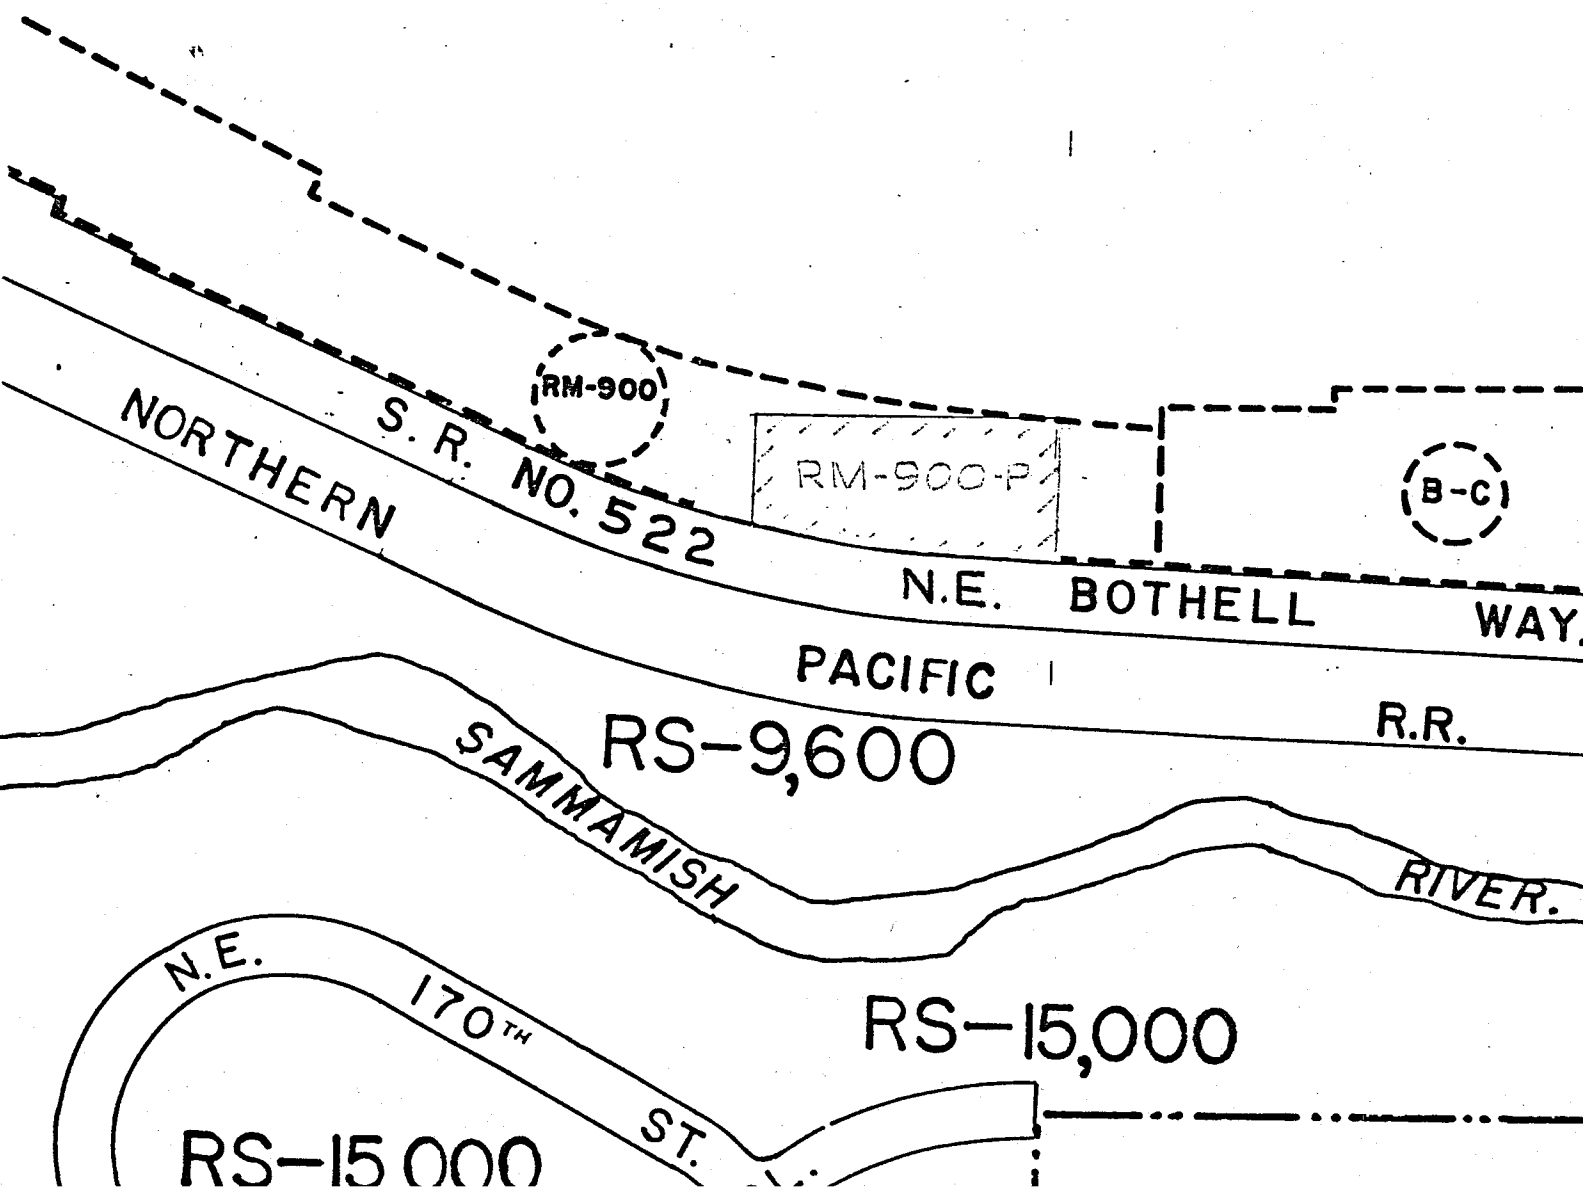 RM-900
S. R. NO. 522
RM-900-P
B-C
NORTHERN PACIFIC R.R.
N.E. BOTHELL WAY.
RS-9,600
SAMMAMISH RIVER.
N.E. 170TH ST.
RS-15,000
RS-15,000